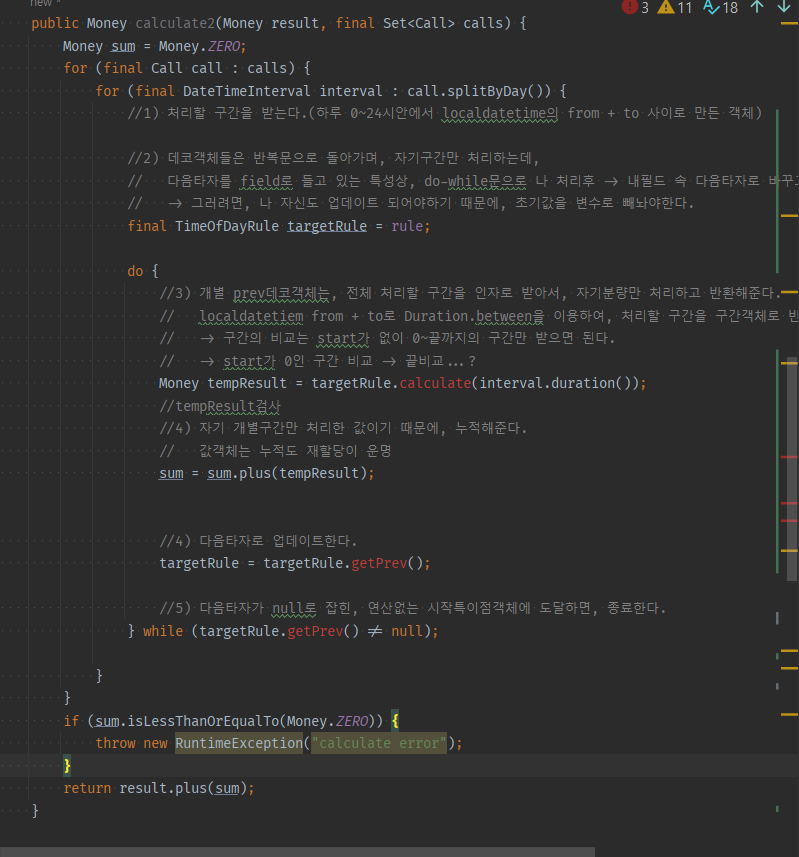 new *
3 11 18
public Money calculate2(Money result, final Set<Call> calls) {
Money sum = Money.ZERO;
for (final Call call : calls) {
for (final DateTimeInterval interval : call.splitByDay()) {
//1) 처리할 구간을 받는다.(하루 0~24시안에서 localdatetime의 from + to 사이로 만든 객체)
//2) 데코객체들은 반복문으로 돌아가며, 자기구간만 처리하는데,
// 다음타자를 field로 들고 있는 특성상, do-while문으로 나 처리후 -> 내필드 속 다음타자로
// -> 그러려면, 나 자신도 업데이트 되어야하기 때문에, 초기값을 변수로 빼놔야한다.
final TimeOfDayRule targetRule = rule;
do {
//3) 개별 prev데코객체는, 전체 처리할 구간을 인자로 받아서, 자기분량만 처리하고 반환해준다.
// localdatetiem from + to로 Duration.between을 이용하여, 처리할 구간을 구간객체로
// -> 구간의 비교는 start가 없이 0~끝까지의 구간만 받으면 된다.
// -> start가 0인 구간 비교 -> 끝비교...?
Money tempResult = targetRule.calculate(interval.duration());
//tempResult검사
//4) 자기 개별구간만 처리한 값이기 때문에, 누적해준다.
// 값객체는 누적도 재할당이 운명
sum = sum.plus(tempResult);
//4) 다음타자로 업데이트한다.
targetRule = targetRule.getPrev();
//5) 다음타자가 null로 잡힌, 연산없는 시작특이점객체에 도달하면, 종료한다.
} while (targetRule.getPrev() != null);
}
}
if (sum.isLessThanOrEqualTo(Money.ZERO)) {
throw new RuntimeException("calculate error");
}
return result.plus(sum);
}